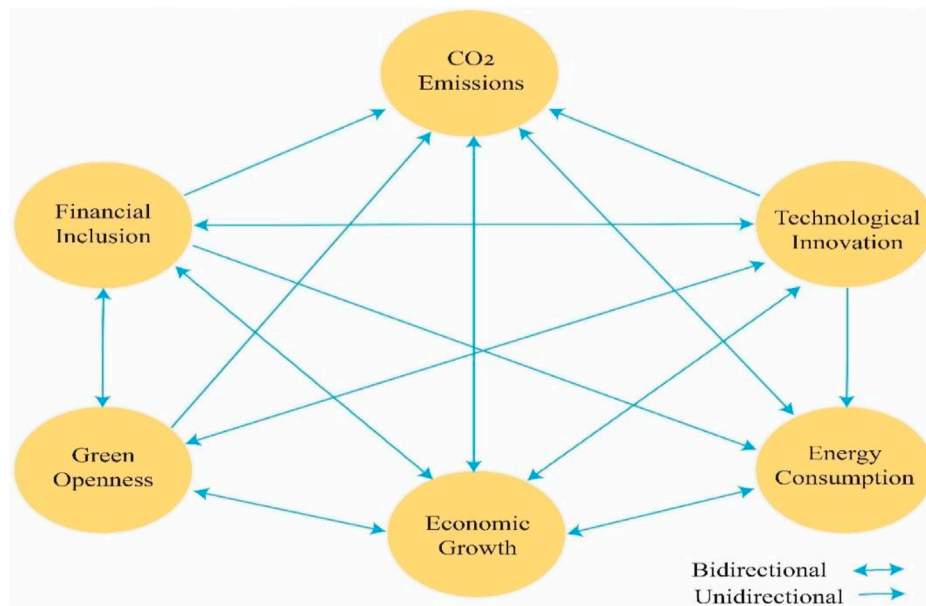 CO2
Emissions
Financial
Inclusion
Technological
Innovation
Green
Openness
Economic
Growth
Energy
Consumption
Bidirectional
Unidirectional